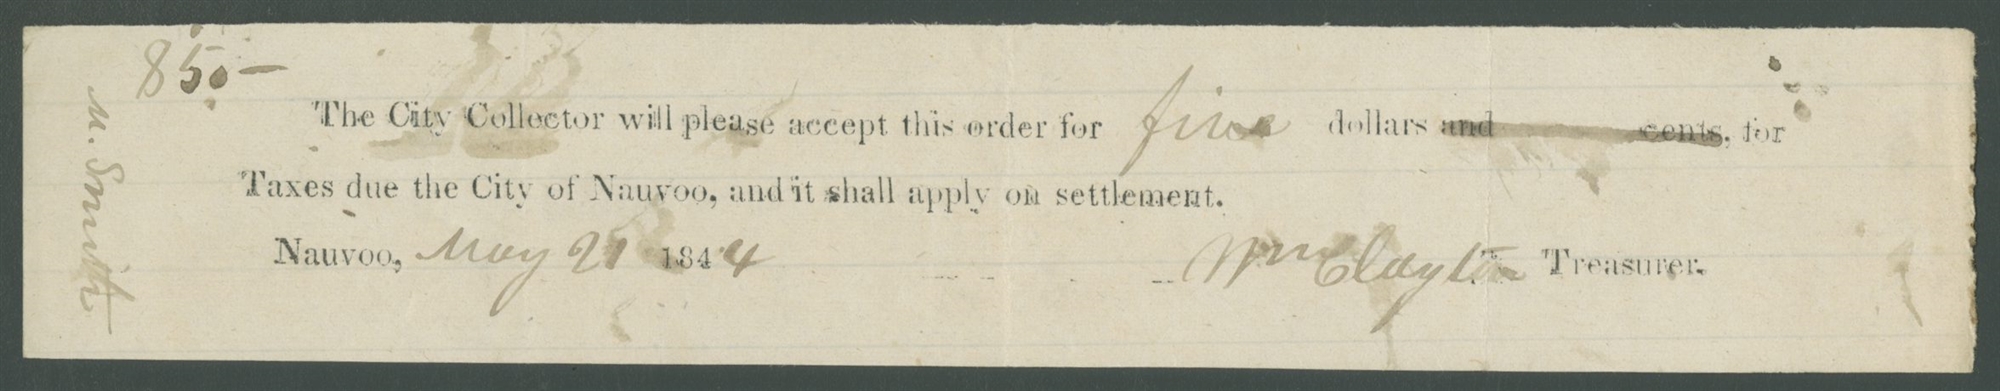 850-
The City Collector will please accept this order for five dollars and cents, for
Taxes due the City of Nauvoo, and it shall apply on settlement.
Nauvoo, May 21 1844 Wm Clayton Treasurer.
M. Smith